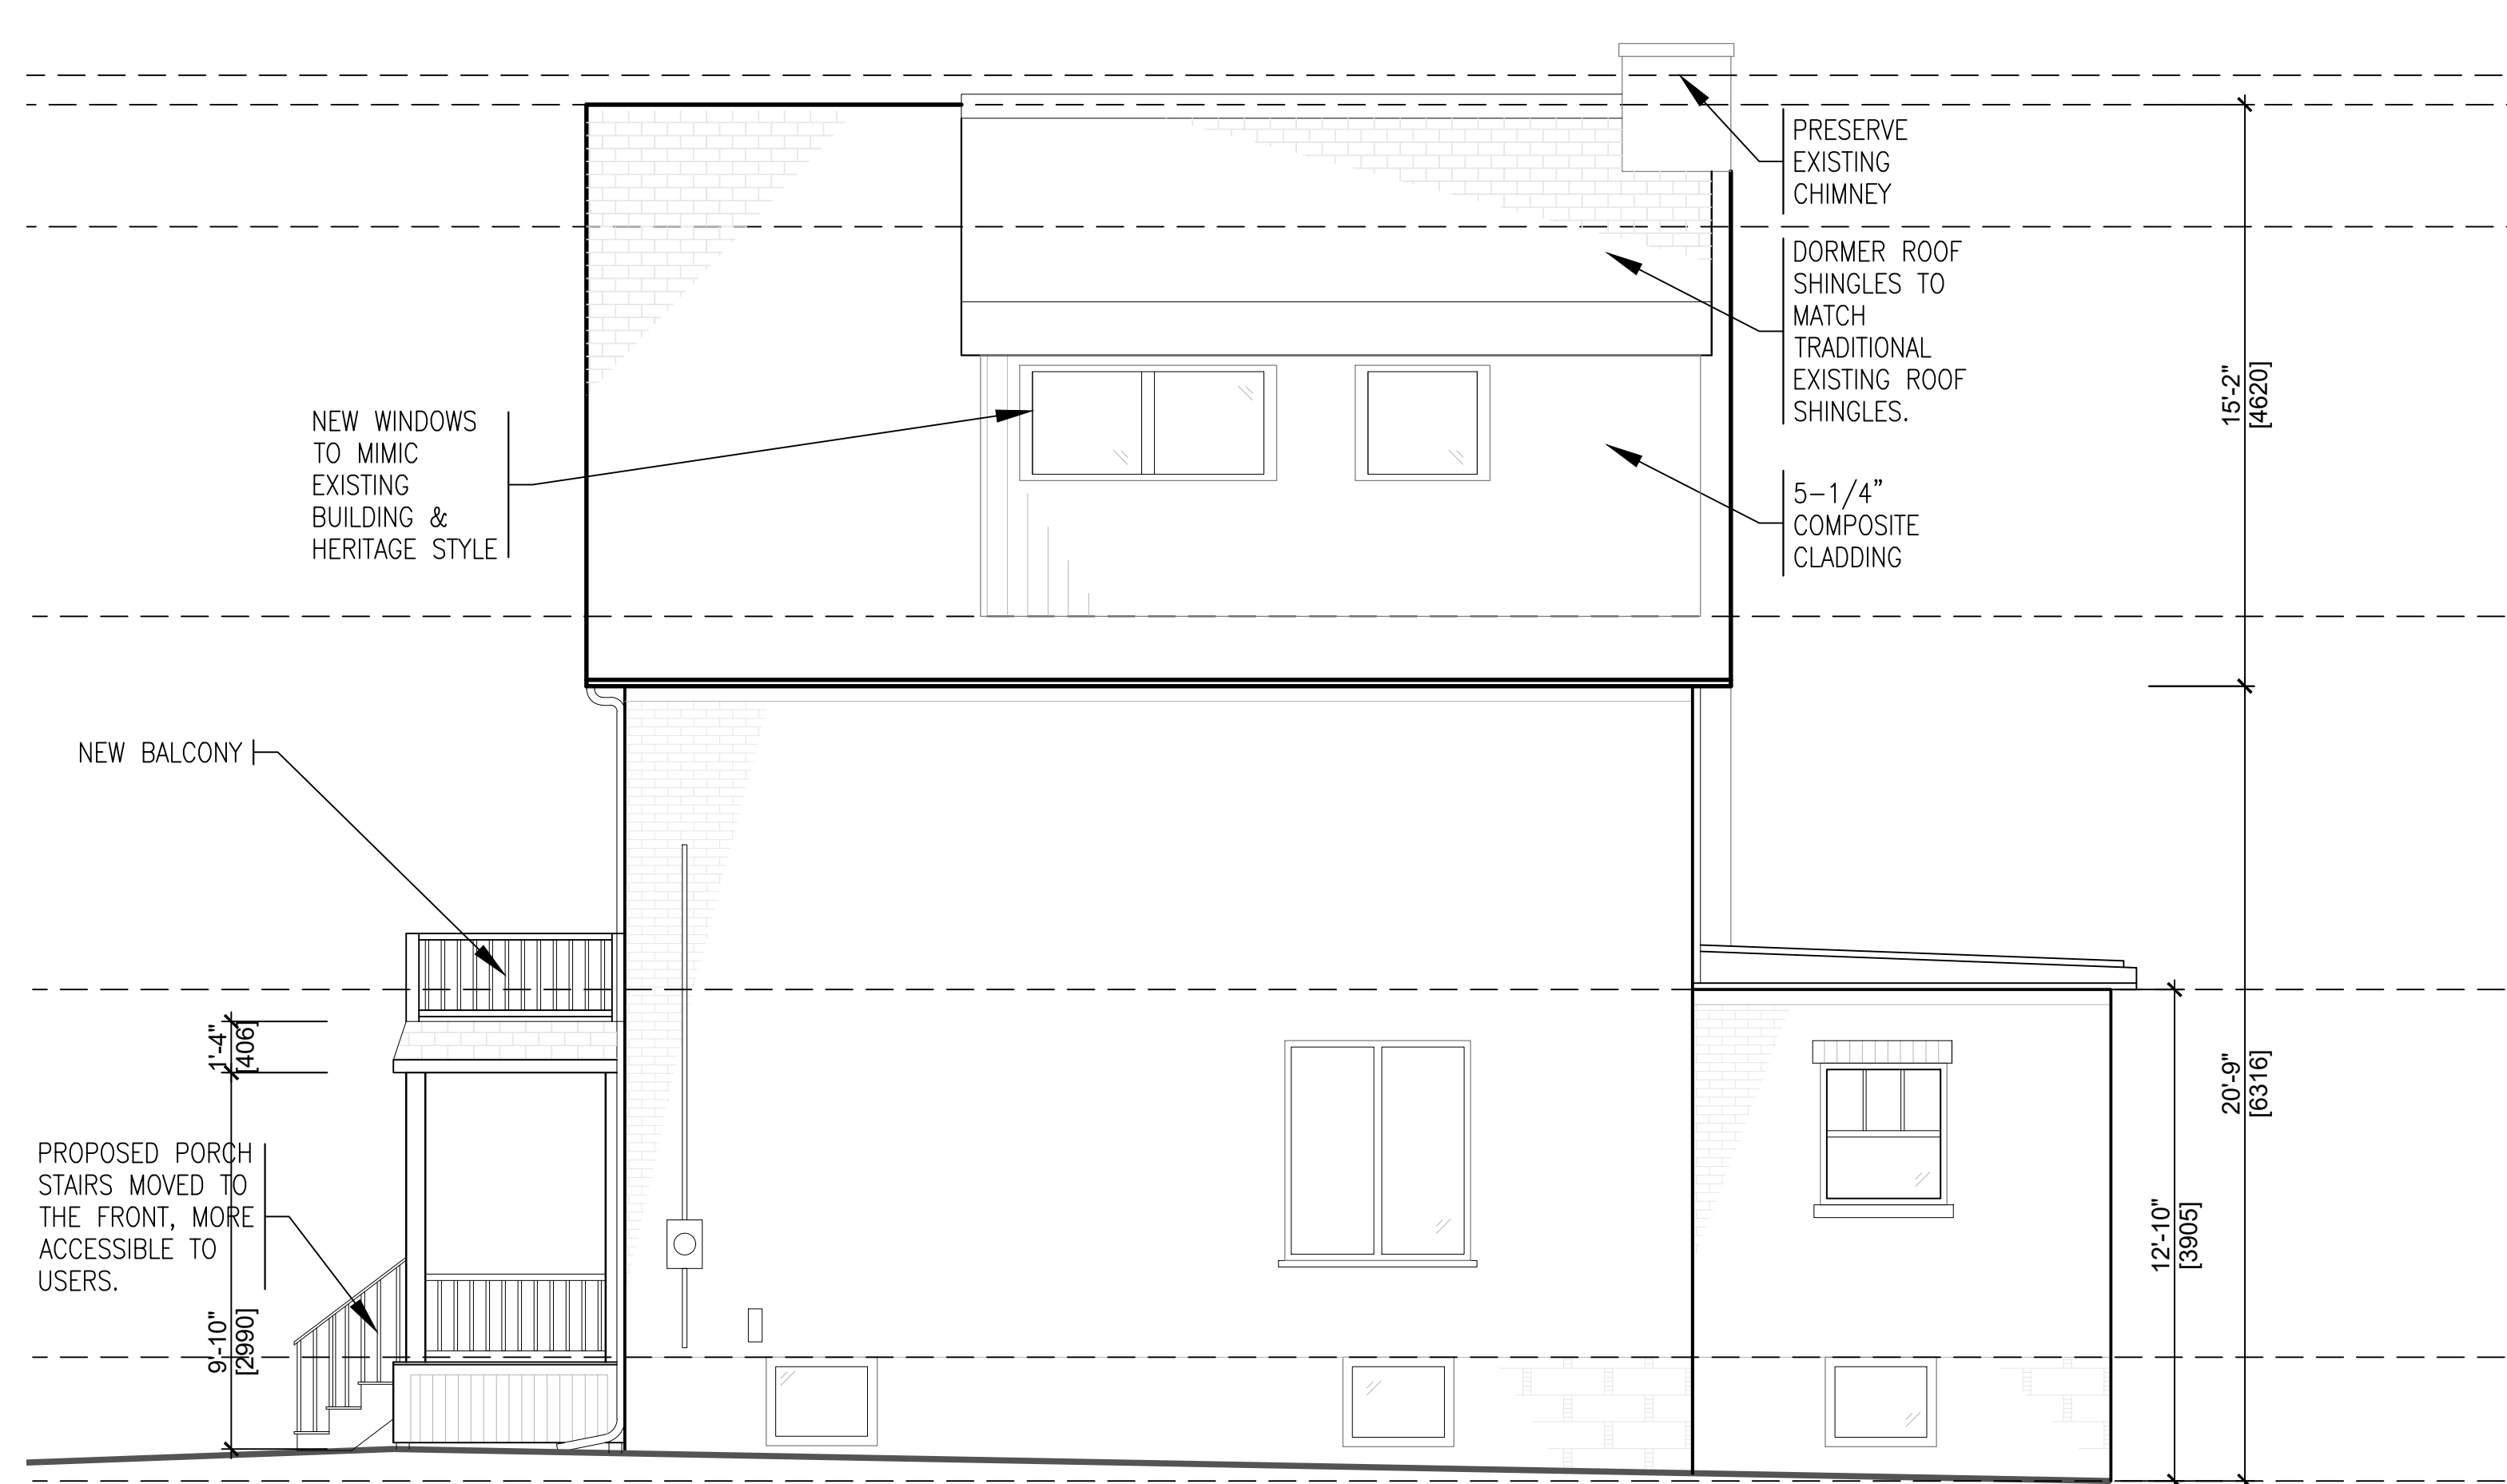 PRESERVE
EXISTING
CHIMNEY
DORMER ROOF
SHINGLES TO
MATCH
TRADITIONAL
EXISTING ROOF
SHINGLES.
5-1/4"
COMPOSITE
CLADDING
NEW WINDOWS
TO MIMIC
EXISTING
BUILDING &
HERITAGE STYLE
15'-2"
[4620]
NEW BALCONY
1'-4"
[406]
PROPOSED PORCH
STAIRS MOVED TO
THE FRONT, MORE
ACCESSIBLE TO
USERS.
9'-10"
[2990]
20'-9"
[6316]
12'-10"
[3905]